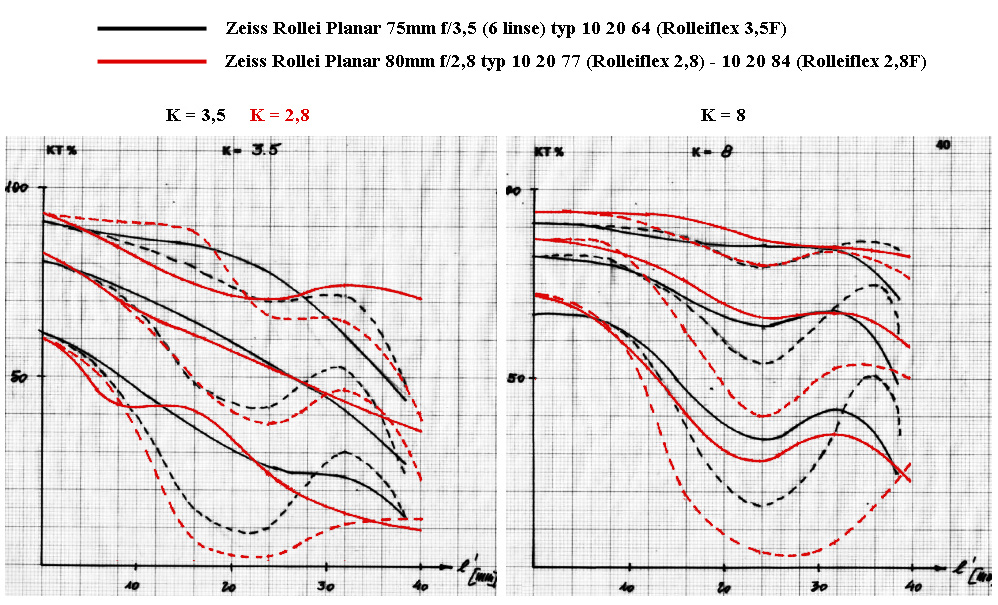 Zeiss Rollei Planar 75mm f/3,5 (6 linse) typ 10 20 64 (Rolleiflex 3,5F)
Zeiss Rollei Planar 80mm f/2,8 typ 10 20 77 (Rolleiflex 2,8) - 10 20 84 (Rolleiflex 2,8F)
K = 3,5 K = 2,8
K = 8
KT %
K = 3.5
100
50
10 20 30 40
l' [mm]
KT %
K = 8
40
50
10 20 30 40
l'